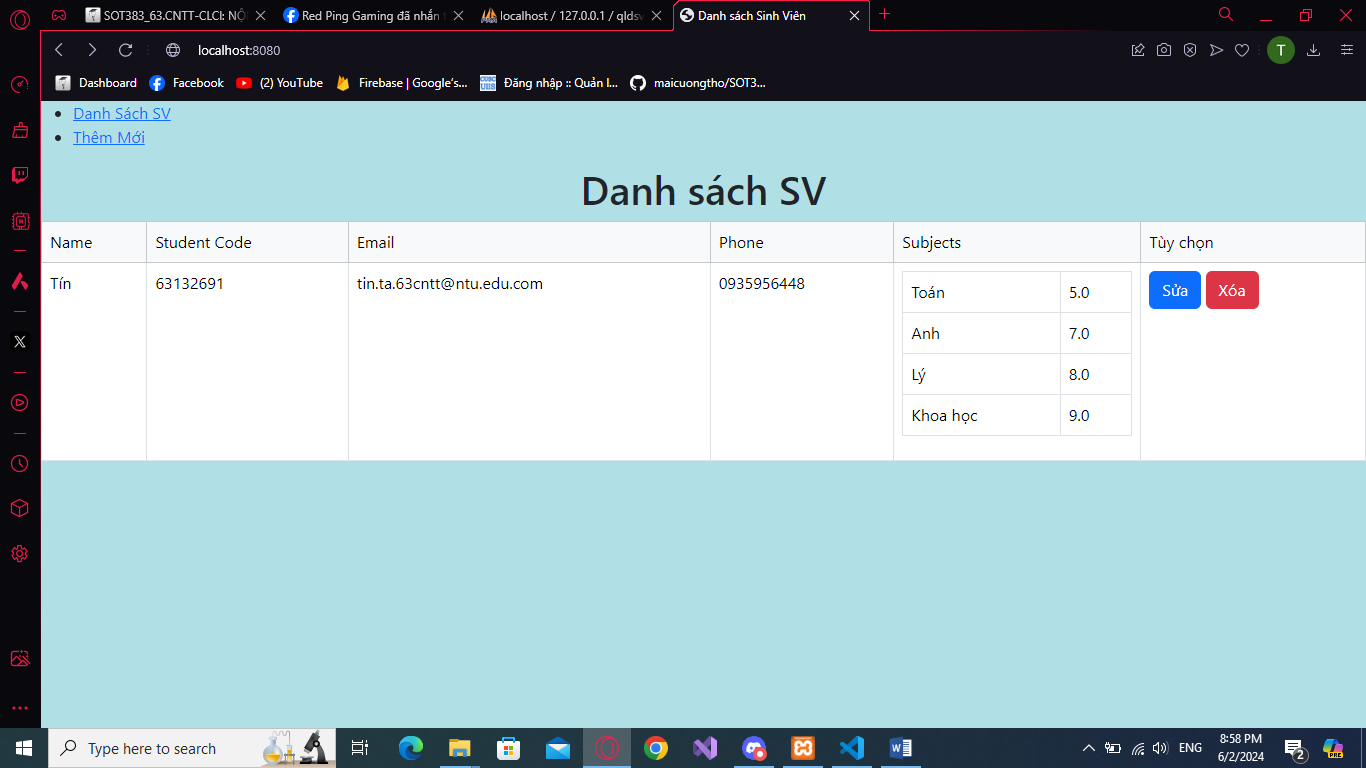 SOT383_63.CNTT-CLCI: NỘ
Red Ping Gaming đã nhắn
localhost / 127.0.0.1 / qldsv
Danh sách Sinh Viên
localhost:8080
T
Dashboard
Facebook
(2) YouTube
Firebase | Google's...
Đăng nhập :: Quản l...
maicuongtho/SOT3...
Danh Sách SV
Thêm Mới
Danh sách SV
Name Student Code Email Phone Subjects Tùy chọn
Tín 63132691 tin.ta.63cntt@ntu.edu.com 0935956448 Toán 5.0 Sửa Xóa
Anh 7.0
Lý 8.0
Khoa học 9.0
Type here to search
ENG
8:58 PM
6/2/2024
2
PRE